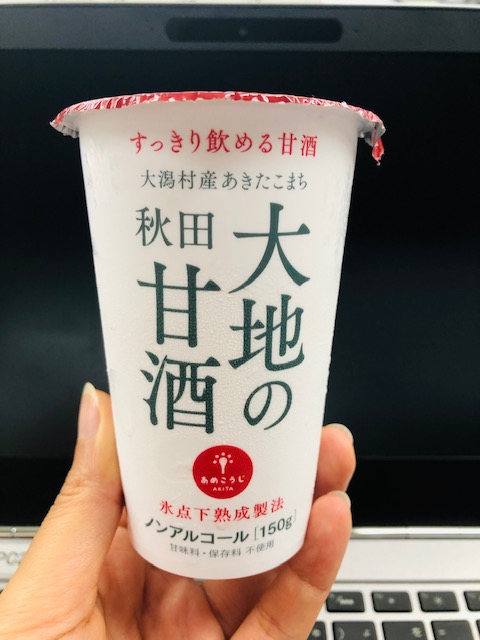 すっきり飲める甘酒
大潟村産あきたこまち
秋田
大地の
甘酒
あめこうじ
AKITA
氷点下熟成製法
ノンアルコール[150g]
甘味料・保存料 不使用
PC